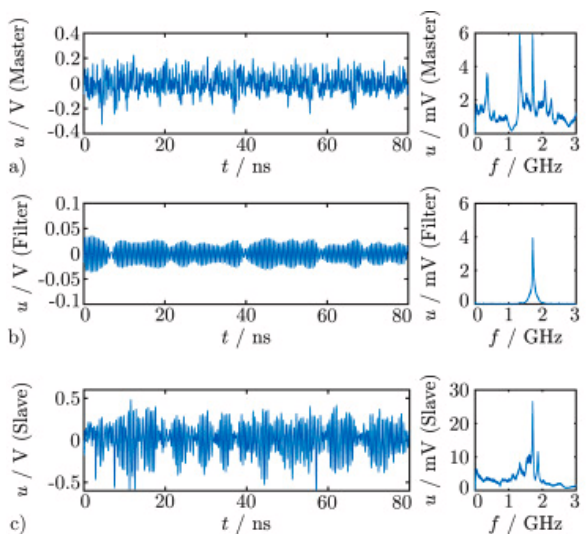 u / V (Master)
0.4
0.2
0
-0.2
-0.4
0 20 40 60 80
t / ns
a)
u / mV (Master)
6
4
2
0
0 1 2 3
f / GHz
u / V (Filter)
0.1
0.05
0
-0.05
-0.1
0 20 40 60 80
t / ns
b)
u / mV (Filter)
6
4
2
0
0 1 2 3
f / GHz
u / V (Slave)
0.5
0
-0.5
0 20 40 60 80
t / ns
c)
u / mV (Slave)
30
20
10
0
0 1 2 3
f / GHz